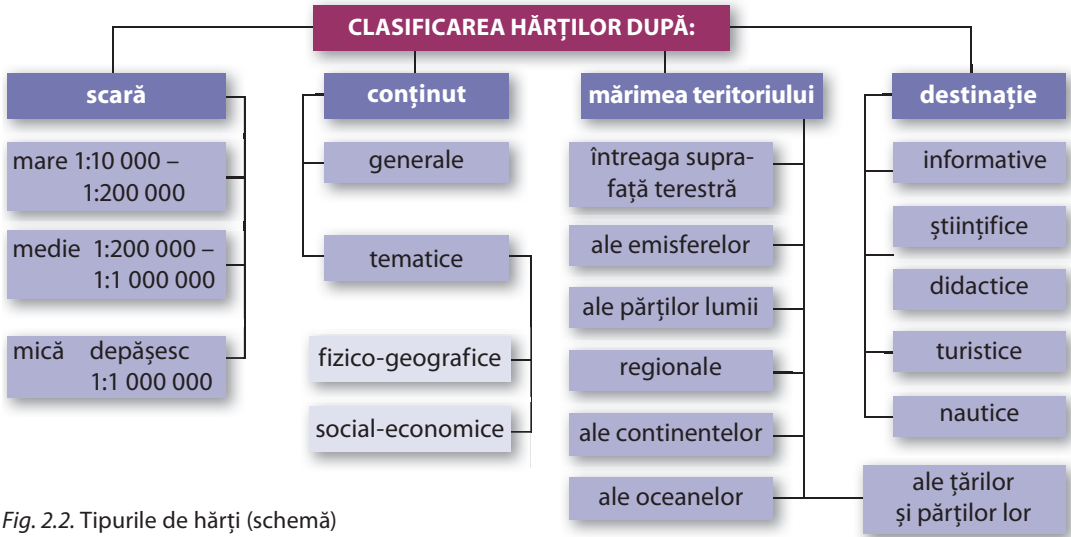 CLASIFICAREA HĂRȚILOR DUPĂ:
scară
mare 1:10 000 –
1:200 000
medie 1:200 000 –
1:1 000 000
mică depășesc
1:1 000 000
conținut
generale
tematice
fizico-geografice
social-economice
mărimea teritoriului
întreaga supra-
față terestră
ale emisferelor
ale părților lumii
regionale
ale continentelor
ale oceanelor
ale țărilor
și părților lor
destinație
informative
științifice
didactice
turistice
nautice
Fig. 2.2. Tipurile de hărți (schemă)